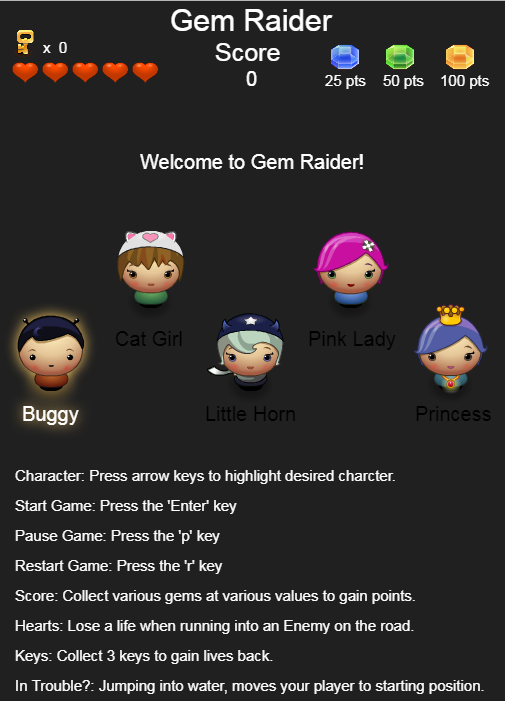 Gem Raider
x 0
Score
0
25 pts
50 pts
100 pts
Welcome to Gem Raider!
Cat Girl
Pink Lady
Buggy
Little Horn
Princess
Character: Press arrow keys to highlight desired charcter.
Start Game: Press the 'Enter' key
Pause Game: Press the 'p' key
Restart Game: Press the 'r' key
Score: Collect various gems at various values to gain points.
Hearts: Lose a life when running into an Enemy on the road.
Keys: Collect 3 keys to gain lives back.
In Trouble?: Jumping into water, moves your player to starting position.